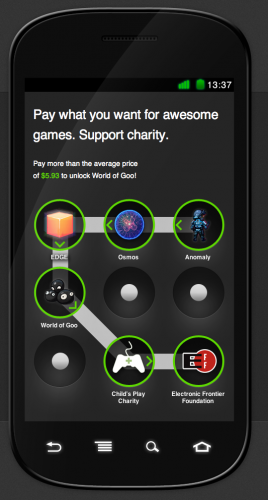 13:37
Pay what you want for awesome
games. Support charity.
Pay more than the average price
of $5.93 to unlock World of Goo!
EDGE
Osmos
Anomaly
World of Goo
Child's Play
Charity
Electronic Frontier
Foundation